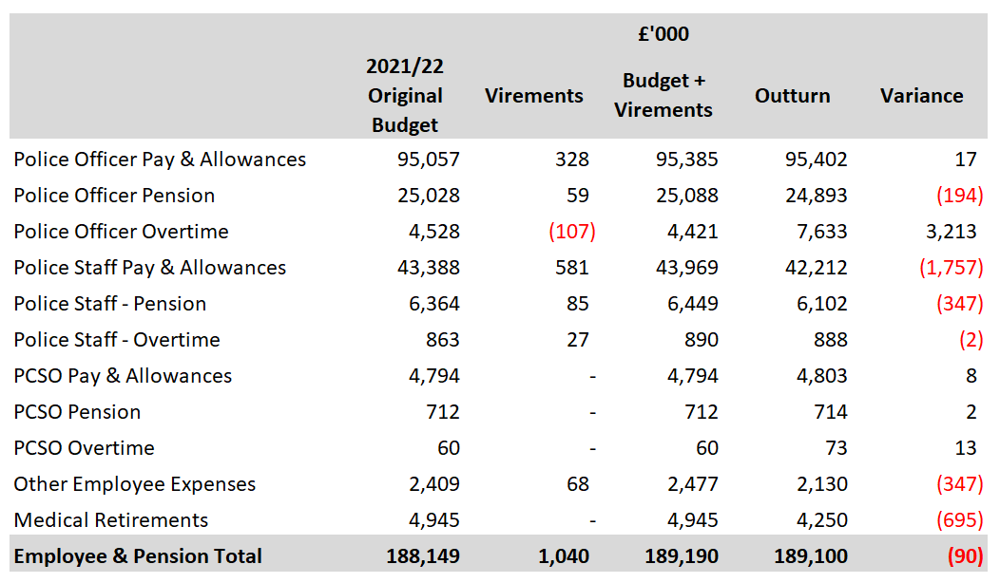 £'000
2021/22 Original Budget Virements Budget + Virements Outturn Variance
Police Officer Pay & Allowances 95,057 328 95,385 95,402 17
Police Officer Pension 25,028 59 25,088 24,893 (194)
Police Officer Overtime 4,528 (107) 4,421 7,633 3,213
Police Staff Pay & Allowances 43,388 581 43,969 42,212 (1,757)
Police Staff - Pension 6,364 85 6,449 6,102 (347)
Police Staff - Overtime 863 27 890 888 (2)
PCSO Pay & Allowances 4,794 - 4,794 4,803 8
PCSO Pension 712 - 712 714 2
PCSO Overtime 60 - 60 73 13
Other Employee Expenses 2,409 68 2,477 2,130 (347)
Medical Retirements 4,945 - 4,945 4,250 (695)
Employee & Pension Total 188,149 1,040 189,190 189,100 (90)